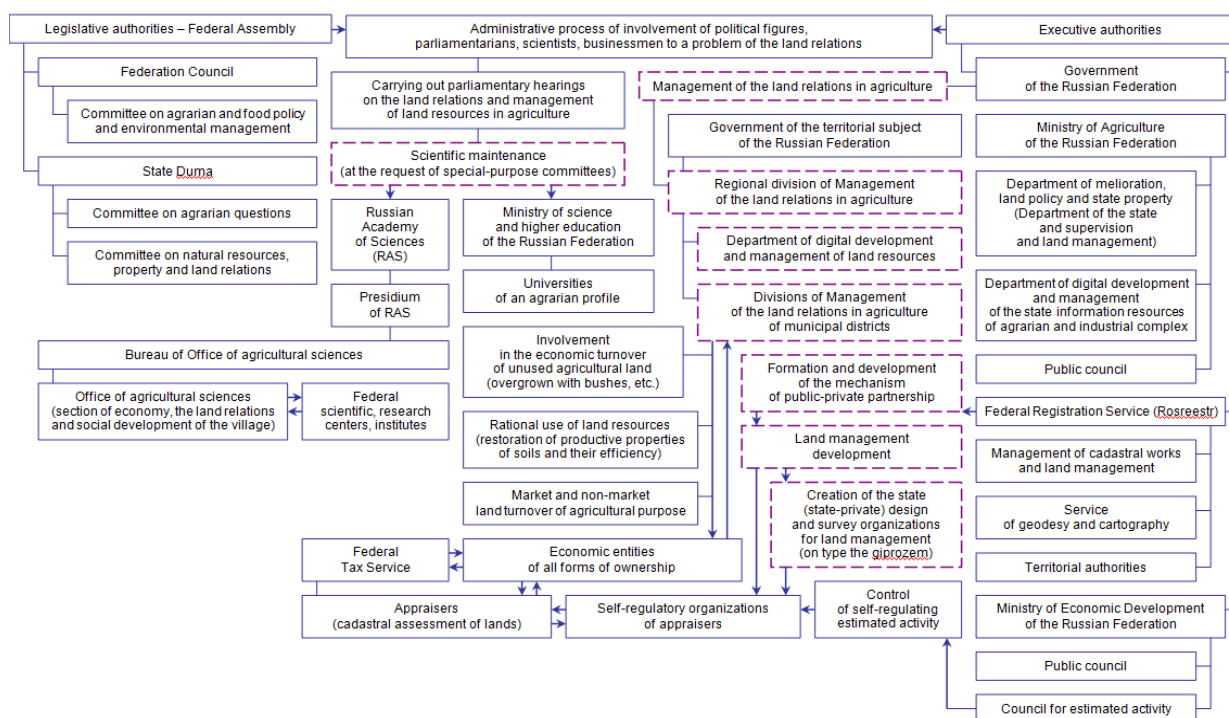 Legislative authorities – Federal Assembly
Administrative process of involvement of political figures,
parliamentarians, scientists, businessmen to a problem of the land relations
Executive authorities
Federation Council
Committee on agrarian and food policy
and environmental management
State Duma
Committee on agrarian questions
Committee on natural resources,
property and land relations
Carrying out parliamentary hearings
on the land relations and management
of land resources in agriculture
Scientific maintenance
(at the request of special-purpose committees)
Russian
Academy
of Sciences
(RAS)
Ministry of science
and higher education
of the Russian Federation
Presidium
of RAS
Universities
of an agrarian profile
Bureau of Office of agricultural sciences
Office of agricultural sciences
(section of economy, the land relations
and social development of the village)
Federal
scientific, research
centers, institutes
Management of the land relations in agriculture
Government of the territorial subject
of the Russian Federation
Regional division of Management
of the land relations in agriculture
Department of digital development
and management of land resources
Divisions of Management
of the land relations in agriculture
of municipal districts
Involvement
in the economic turnover
of unused agricultural land
(overgrown with bushes, etc.)
Rational use of land resources
(restoration of productive properties
of soils and their efficiency)
Market and non-market
land turnover of agricultural purpose
Formation and development
of the mechanism
of public-private partnership
Land management
development
Creation of the state
(state-private) design
and survey organizations
for land management
(on type the giprozem)
Government
of the Russian Federation
Ministry of Agriculture
of the Russian Federation
Department of melioration,
land policy and state property
(Department of the state
and supervision
and land management)
Department of digital development
and management
of the state information resources
of agrarian and industrial complex
Public council
Federal Registration Service (Rosreestr)
Management of cadastral works
and land management
Service
of geodesy and cartography
Territorial authorities
Ministry of Economic Development
of the Russian Federation
Public council
Council for estimated activity
Federal
Tax Service
Economic entities
of all forms of ownership
Appraisers
(cadastral assessment of lands)
Self-regulatory organizations
of appraisers
Control
of self-regulating
estimated activity